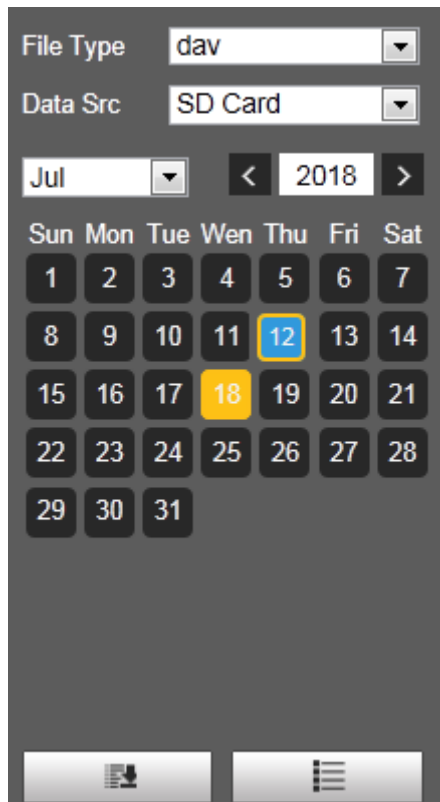 File Type dav
Data Src SD Card
Jul < 2018 >
Sun Mon Tue Wen Thu Fri Sat
1 2 3 4 5 6 7
8 9 10 11 12 13 14
15 16 17 18 19 20 21
22 23 24 25 26 27 28
29 30 31